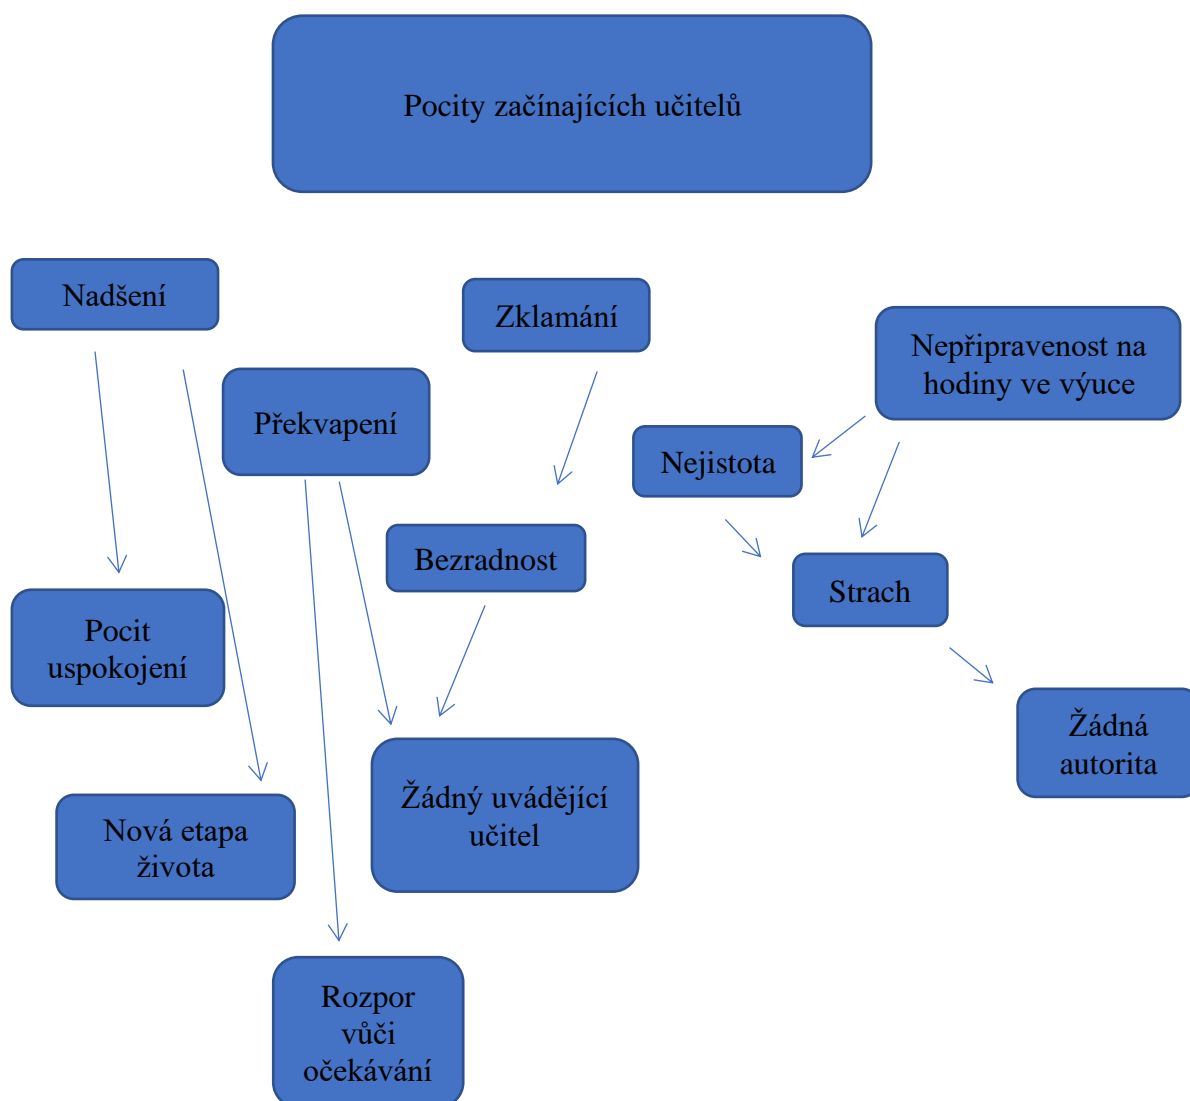 Pocity začínajících učitelů
Nadšení
Zklamání
Nepřipravenost na
hodiny ve výuce
Překvapení
Nejistota
Bezradnost
Strach
Pocit
uspokojení
Žádná
autorita
Žádný uvádějící
učitel
Nová etapa
života
Rozpor
vůči
očekávání